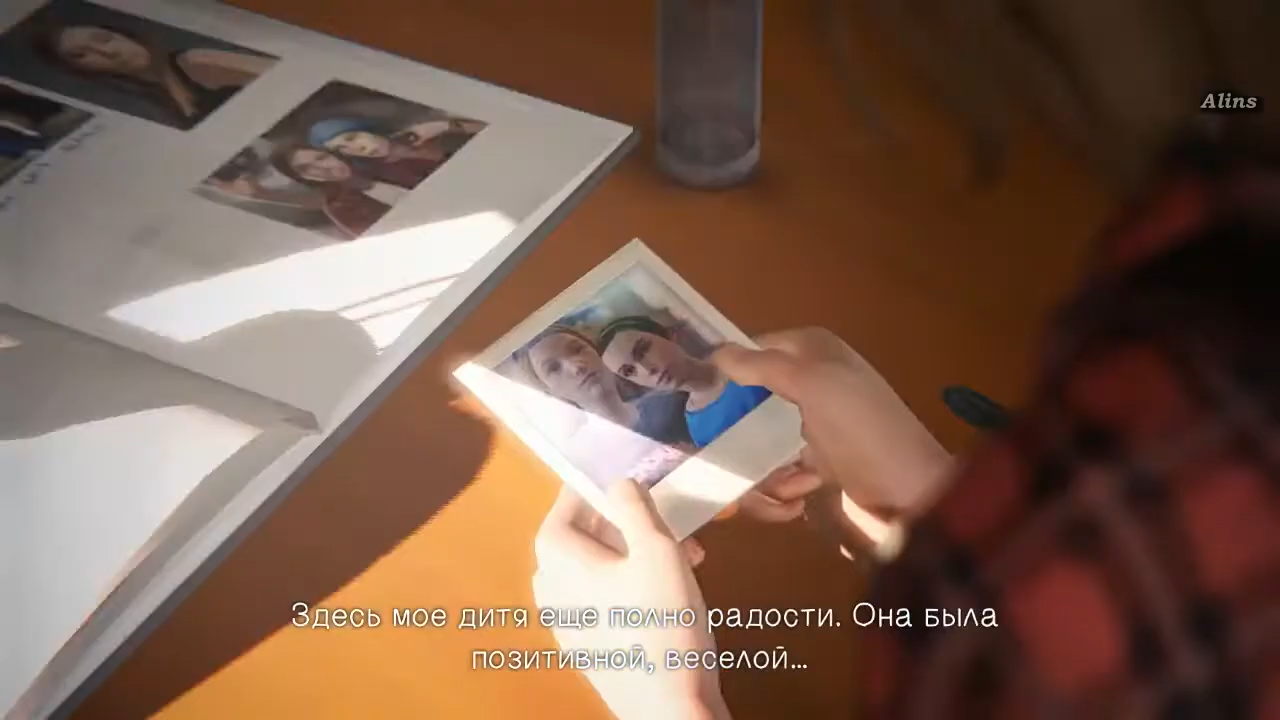 Alins
Здесь мое дитя еще полно радости. Она была
позитивной, веселой...